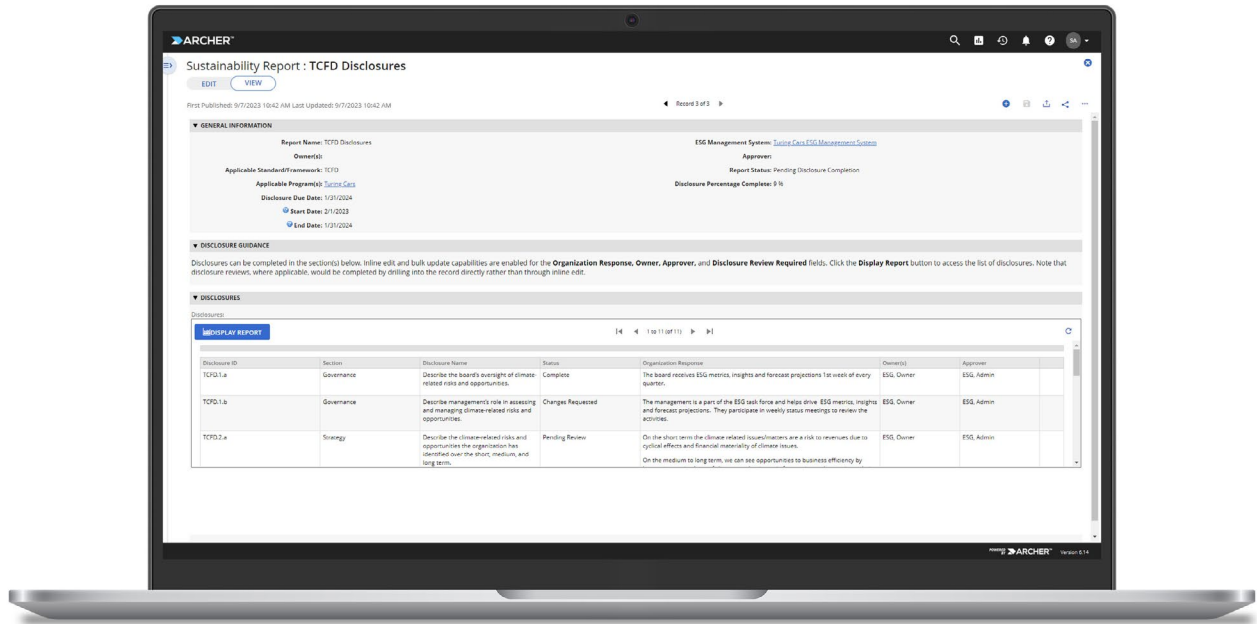 ARCHER™
SA
Sustainability Report : TCFD Disclosures
EDIT
VIEW
First Published: 9/7/2023 10:42 AM Last Updated: 9/7/2023 10:42 AM
Record 3 of 3
GENERAL INFORMATION
Report Name: TCFD Disclosures
ESG Management System: Turing Cars ESG Management System
Owner(s):
Approver:
Applicable Standard/Framework: TCFD
Report Status: Pending Disclosure Completion
Applicable Program(s): Turing Cars
Disclosure Percentage Complete: 9 %
Disclosure Due Date: 1/31/2024
Start Date: 2/1/2023
End Date: 1/31/2024
DISCLOSURE GUIDANCE
Disclosures can be completed in the section(s) below. Inline edit and bulk update capabilities are enabled for the Organization Response, Owner, Approver, and Disclosure Review Required fields. Click the Display Report button to access the list of disclosures. Note that
disclosure reviews, where applicable, would be completed by drilling into the record directly rather than through inline edit.
DISCLOSURES
Disclosures:
DISPLAY REPORT
1 to 11 (of 11)
Disclosure ID Section Disclosure Name Status Organization Response Owner(s) Approver
TCFD.1.a Governance Describe the board's oversight of climate- Complete The board receives ESG metrics, insights and forecast projections 1st week of every ESG, Owner ESG, Admin
related risks and opportunities. quarter.
TCFD.1.b Governance Describe management's role in assessing Changes Requested The management is a part of the ESG task force and helps drive ESG metrics, insights ESG, Owner ESG, Admin
and managing climate-related risks and and forecast projections. They participate in weekly status meetings to review the
opportunities. activities.
TCFD.2.a Strategy Describe the climate-related risks and Pending Review On the short term the climate related issues/matters are a risk to revenues due to ESG, Owner ESG, Admin
opportunities the organization has cyclical effects and financial materiality of climate issues.
identified over the short, medium, and
long term. On the medium to long term, we can see opportunities to business efficiency by
POWERED BY ARCHER™ Version 6.14